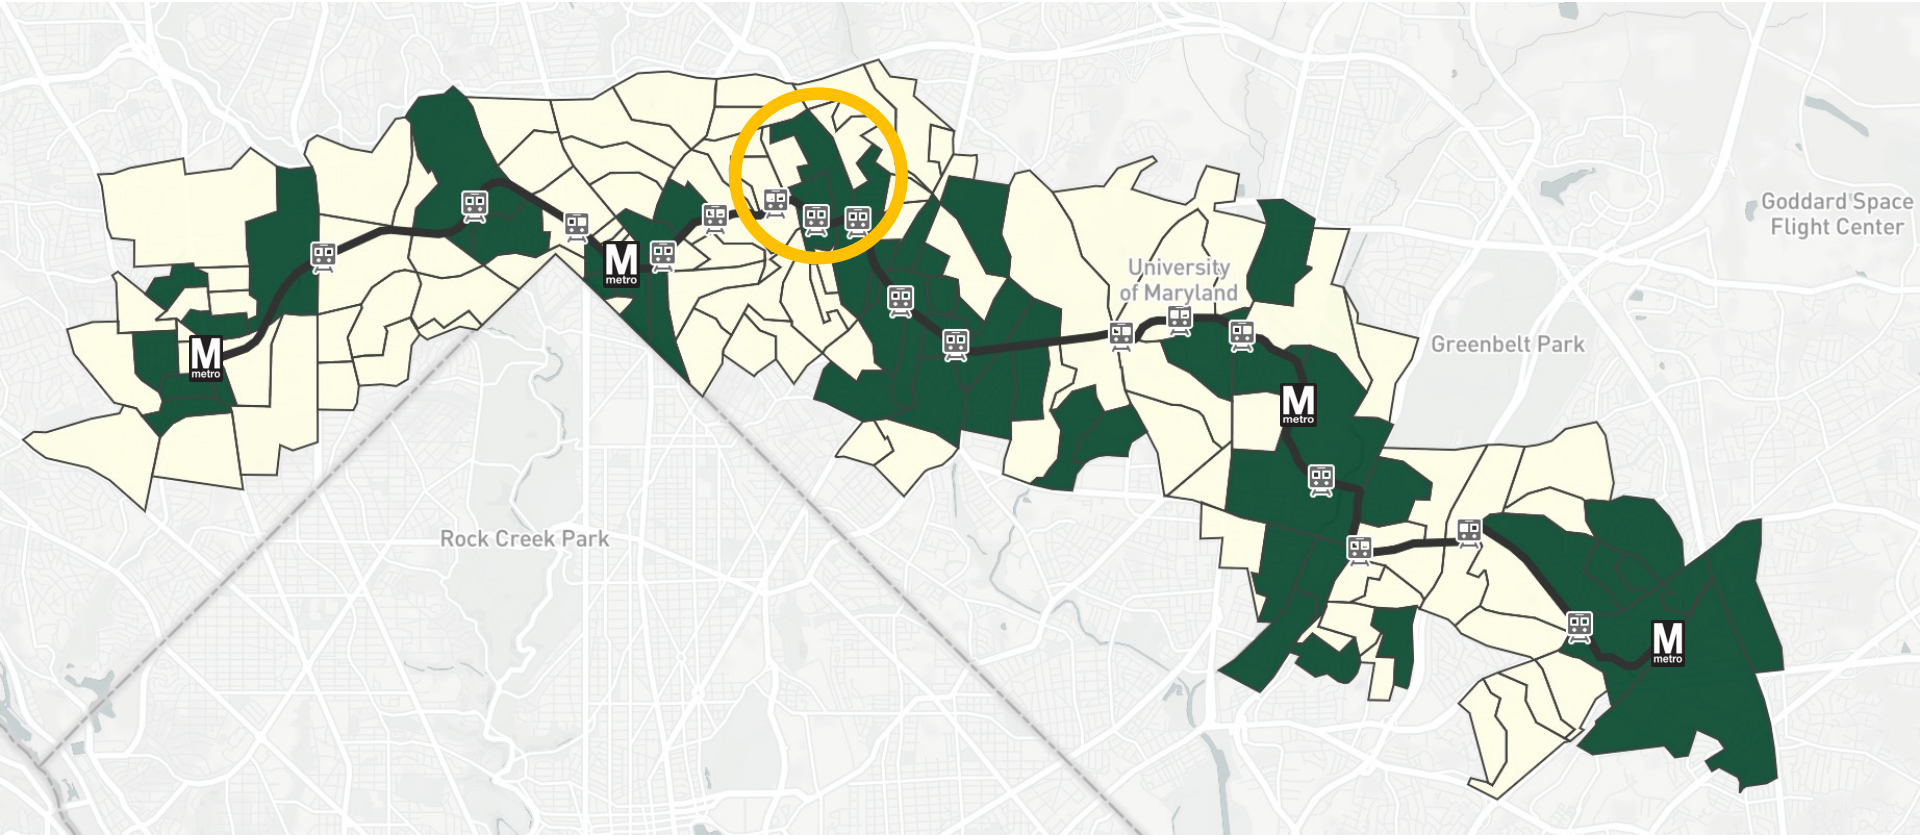 Goddard Space
Flight Center
University
of Maryland
M
metro
Greenbelt Park
M
metro
M
metro
Rock Creek Park
M
metro